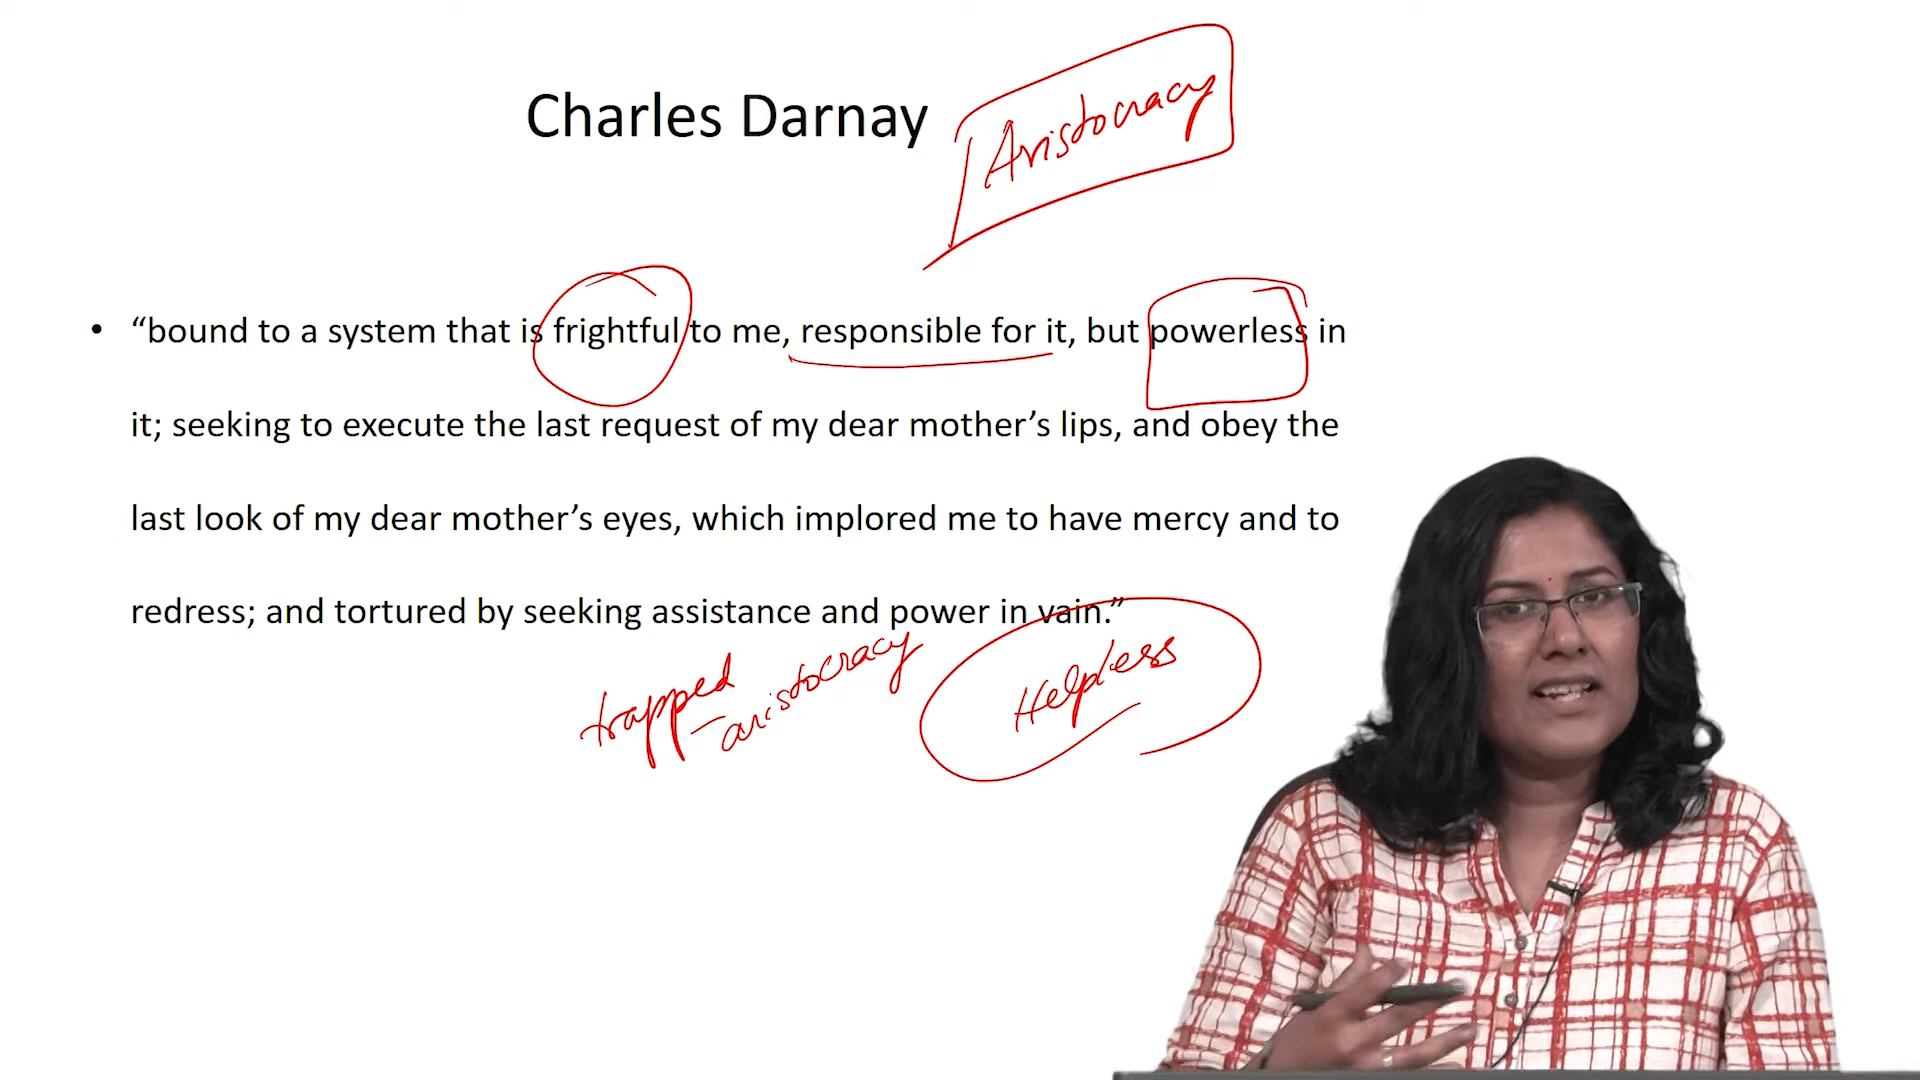 Charles Darnay
Aristocracy
• “bound to a system that is frightful to me, responsible for it, but powerless in
it; seeking to execute the last request of my dear mother’s lips, and obey the
last look of my dear mother’s eyes, which implored me to have mercy and to
redress; and tortured by seeking assistance and power in vain.”
trapped
-aristocracy
Helpless